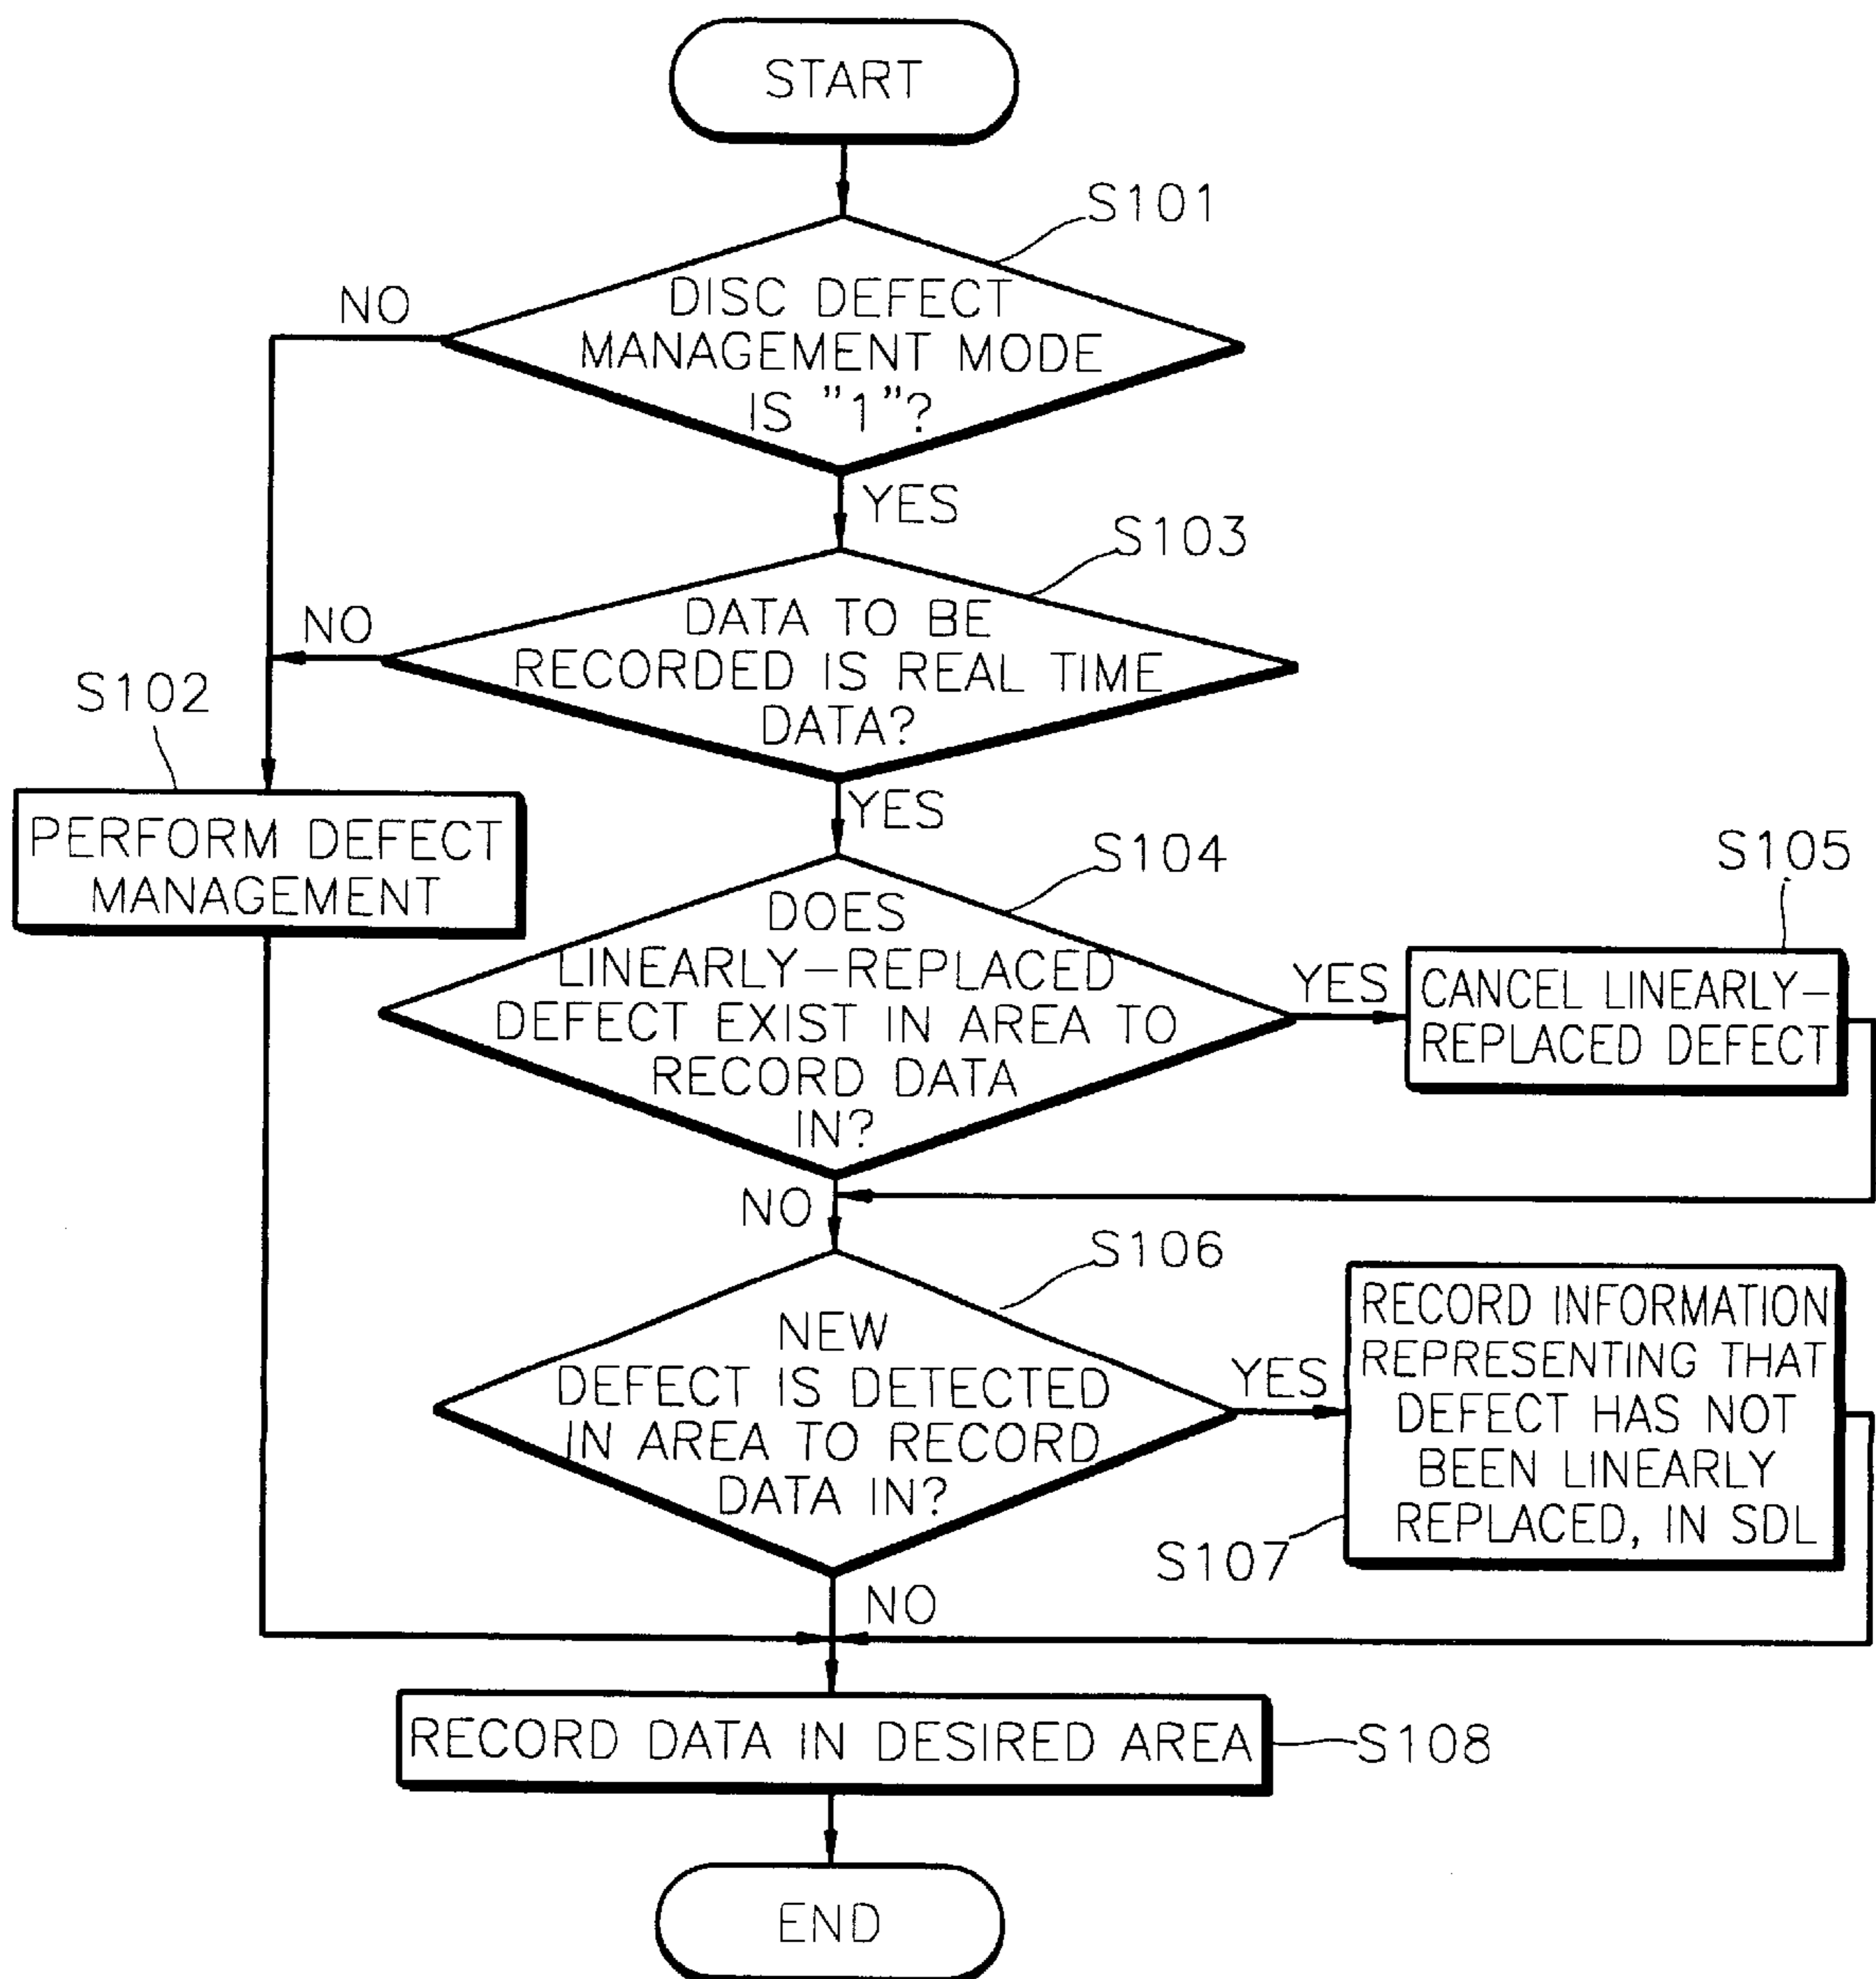 START
S101
DISC DEFECT
MANAGEMENT MODE
IS "1"?
NO
YES
S103
DATA TO BE
RECORDED IS REAL TIME
DATA?
NO
S102
PERFORM DEFECT
MANAGEMENT
YES
S104
DOES
LINEARLY-REPLACED
DEFECT EXIST IN AREA TO
RECORD DATA
IN?
YES
S105
CANCEL LINEARLY-
REPLACED DEFECT
NO
S106
NEW
DEFECT IS DETECTED
IN AREA TO RECORD
DATA IN?
YES
RECORD INFORMATION
REPRESENTING THAT
DEFECT HAS NOT
BEEN LINEARLY
REPLACED, IN SDL
S107
NO
RECORD DATA IN DESIRED AREA
S108
END